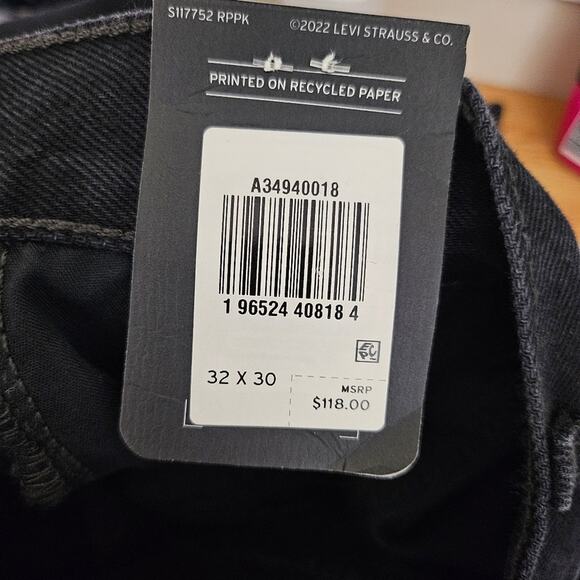 S117752 RPPK
©2022 LEVI STRAUSS & CO.
PRINTED ON RECYCLED PAPER
A34940018
1 96524 40818 4
32 X 30
MSRP
$118.00